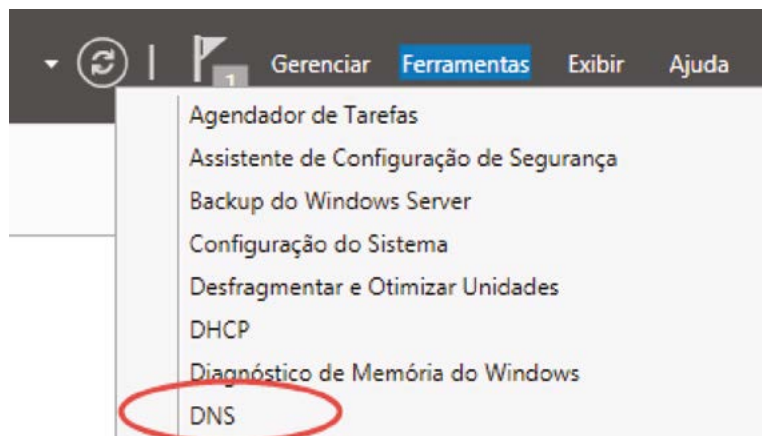 Gerenciar Ferramentas Exibir Ajuda
1
Agendador de Tarefas
Assistente de Configuração de Segurança
Backup do Windows Server
Configuração do Sistema
Desfragmentar e Otimizar Unidades
DHCP
Diagnóstico de Memória do Windows
DNS